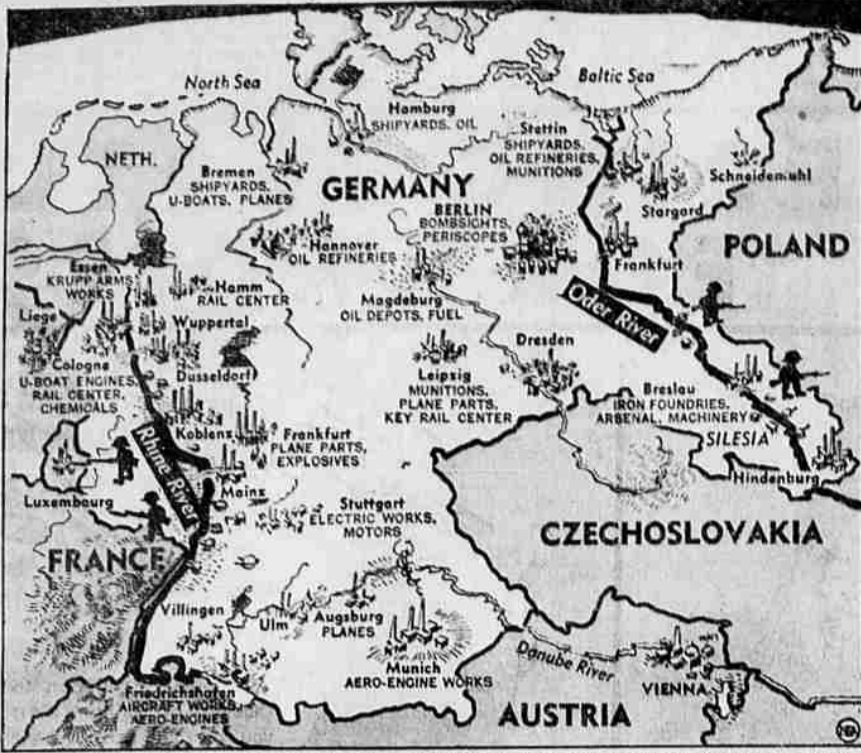 North Sea
Baltic Sea
Hamburg
SHIPYARDS, OIL
NETH.
Bremen
SHIPYARDS,
U-BOATS, PLANES
GERMANY
Stettin
SHIPYARDS,
OIL REFINERIES,
MUNITIONS
Schneidemuhl
Stargard
BERLIN
BOMBSIGHTS,
PERISCOPES
Hannover
OIL REFINERIES
Frankfurt
POLAND
Essen
KRUPP ARMS
WORKS
Hamm
RAIL CENTER
Magdeburg
OIL DEPOTS, FUEL
Oder River
Liege
Wuppertal
Cologne
U-BOAT ENGINES,
RAIL CENTER,
CHEMICALS
Dusseldorf
Leipzig
MUNITIONS,
PLANE PARTS,
KEY RAIL CENTER
Dresden
Breslau
IRON FOUNDRIES,
ARSENAL, MACHINERY
SILESIA
Hindenburg
Koblenz
Frankfurt
PLANE PARTS,
EXPLOSIVES
Rhine River
Mainz
Luxembourg
Stuttgart
ELECTRIC WORKS,
MOTORS
FRANCE
CZECHOSLOVAKIA
Villingen
Ulm
Augsburg
PLANES
Munich
AERO-ENGINE WORKS
Danube River
VIENNA
Friedrichshafen
AIRCRAFT WORKS,
AERO-ENGINES
AUSTRIA